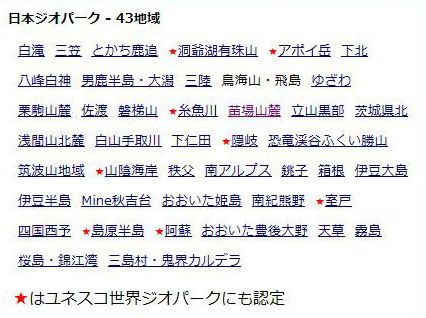 日本ジオパーク - 43地域
白滝 三笠 とかち鹿追 ★洞爺湖有珠山 ★アポイ岳 下北
八峰白神 男鹿半島・大潟 三陸 鳥海山・飛島 ゆざわ
栗駒山麓 佐渡 磐梯山 ★糸魚川 苗場山麓 立山黒部 茨城県北
浅間山北麓 白山手取川 下仁田 ★隠岐 恐竜渓谷ふくい勝山
筑波山地域 ★山陰海岸 秩父 南アルプス 銚子 箱根 伊豆大島
伊豆半島 Mine秋吉台 おおいた姫島 南紀熊野 ★室戸
四国西予 ★島原半島 ★阿蘇 おおいた豊後大野 天草 霧島
桜島・錦江湾 三島村・鬼界カルデラ
★はユネスコ世界ジオパークにも認定